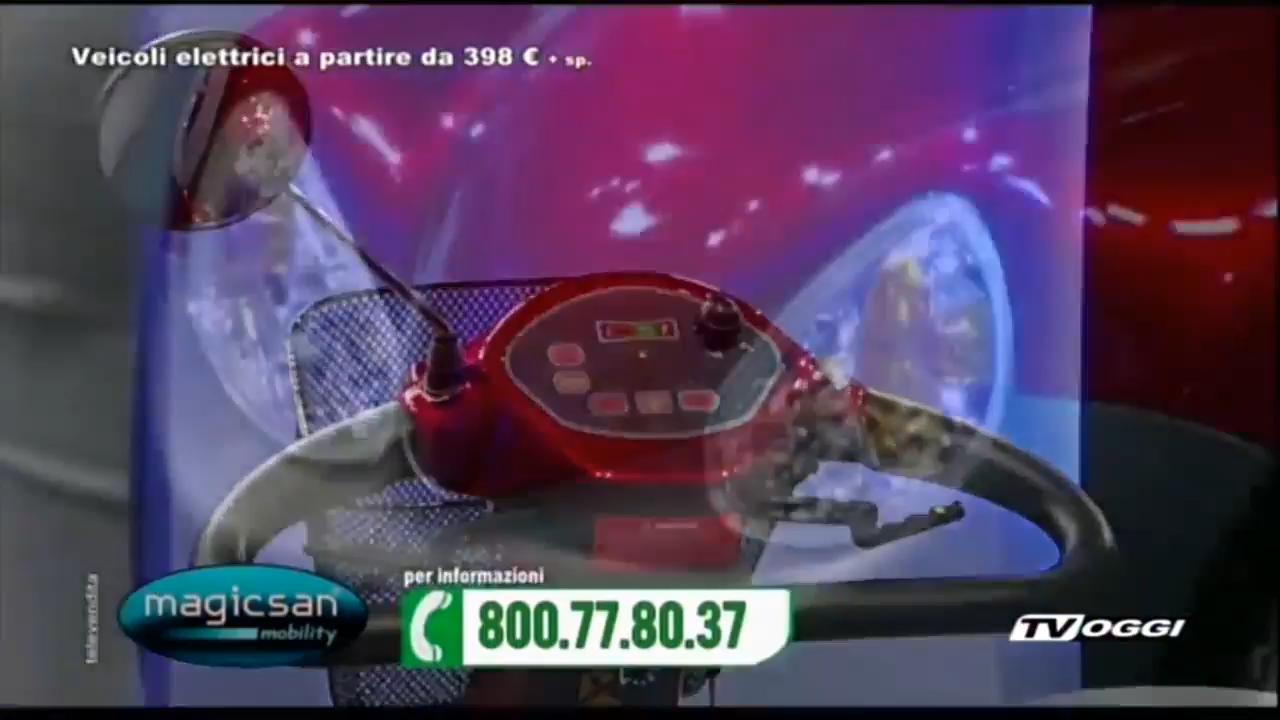 Veicoli elettrici a partire da 398 € + sp.
televendita
magicsan
mobility
per informazioni
800.77.80.37
TV OGGI